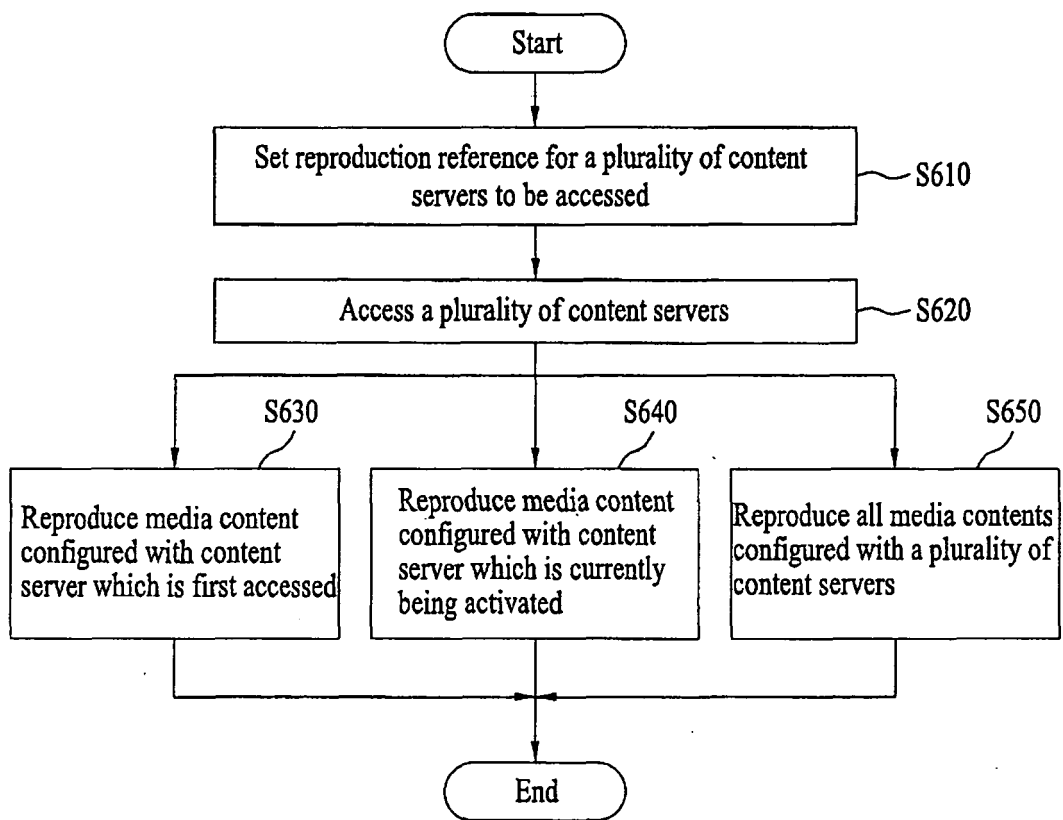 Start
Set reproduction reference for a plurality of content
servers to be accessed
S610
Access a plurality of content servers
S620
S630
Reproduce media content
configured with content
server which is first accessed
S640
Reproduce media content
configured with content
server which is currently
being activated
S650
Reproduce all media contents
configured with a plurality of
content servers
End